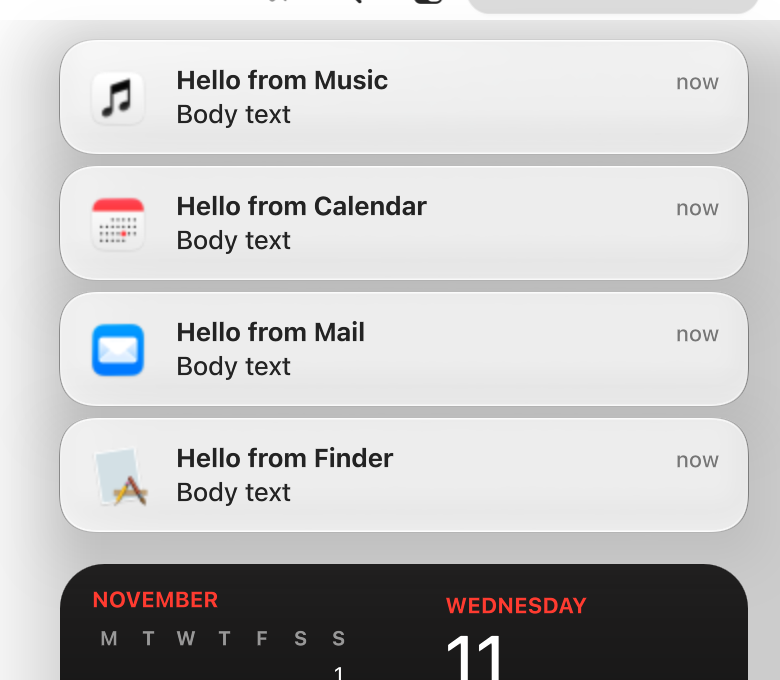 Hello from Music
now
Body text
Hello from Calendar
now
Body text
Hello from Mail
now
Body text
Hello from Finder
now
Body text
NOVEMBER
M T W T F S S
1
WEDNESDAY
11